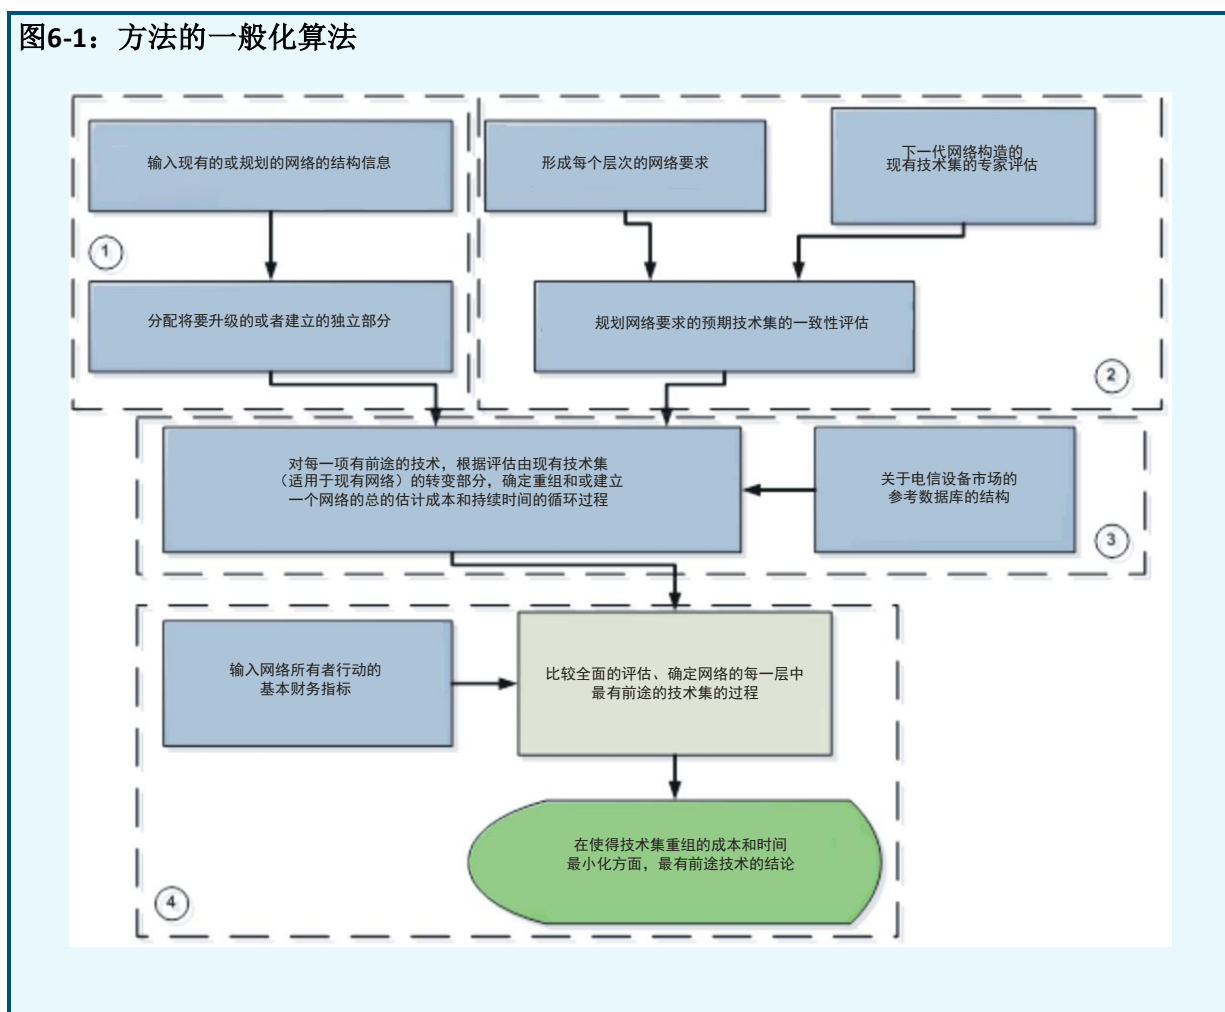 图6-1：方法的一般化算法
输入现有的或规划的网络的结构信息
形成每个层次的网络要求
下一代网络构造的
现有技术集的专家评估
1
分配将要升级的或者建立的独立部分
规划网络要求的预期技术集的一致性评估
2
对每一项有前途的技术，根据评估由现有技术集
（适用于现有网络）的转变部分，确定重组和或建立
一个网络的总的估计成本和持续时间的循环过程
关于电信设备市场的
参考数据库的结构
3
输入网络所有者行动的
基本财务指标
比较全面的评估、确定网络的每一层中
最有前途的技术集的过程
在使得技术集重组的成本和时间
最小化方面，最有前途技术的结论
4